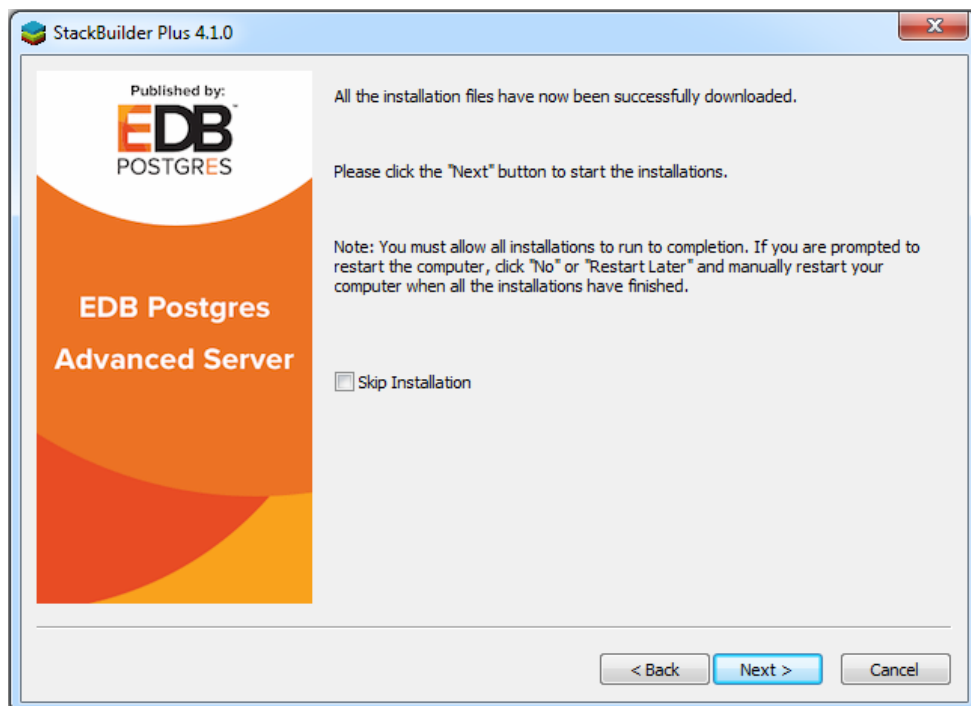 StackBuilder Plus 4.1.0
Published by:
EDB™
POSTGRES
EDB Postgres
Advanced Server
All the installation files have now been successfully downloaded.
Please click the "Next" button to start the installations.
Note: You must allow all installations to run to completion. If you are prompted to
restart the computer, click "No" or "Restart Later" and manually restart your
computer when all the installations have finished.
Skip Installation
< Back
Next >
Cancel